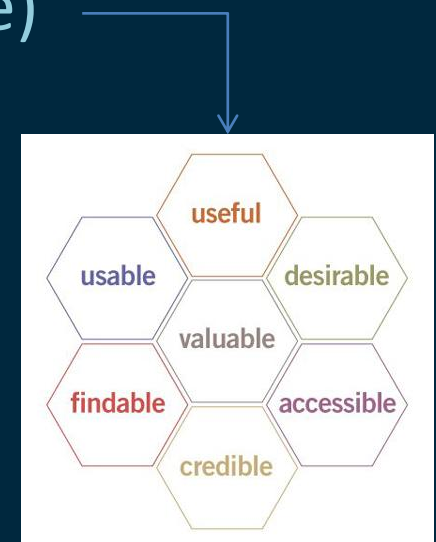 e)
useful
usable
desirable
valuable
findable
accessible
credible